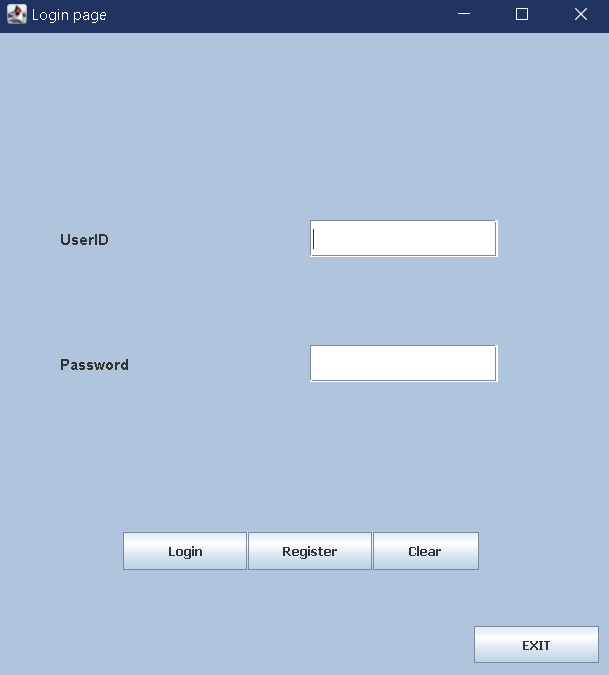 Login page
UserID
Password
Login Register Clear
EXIT